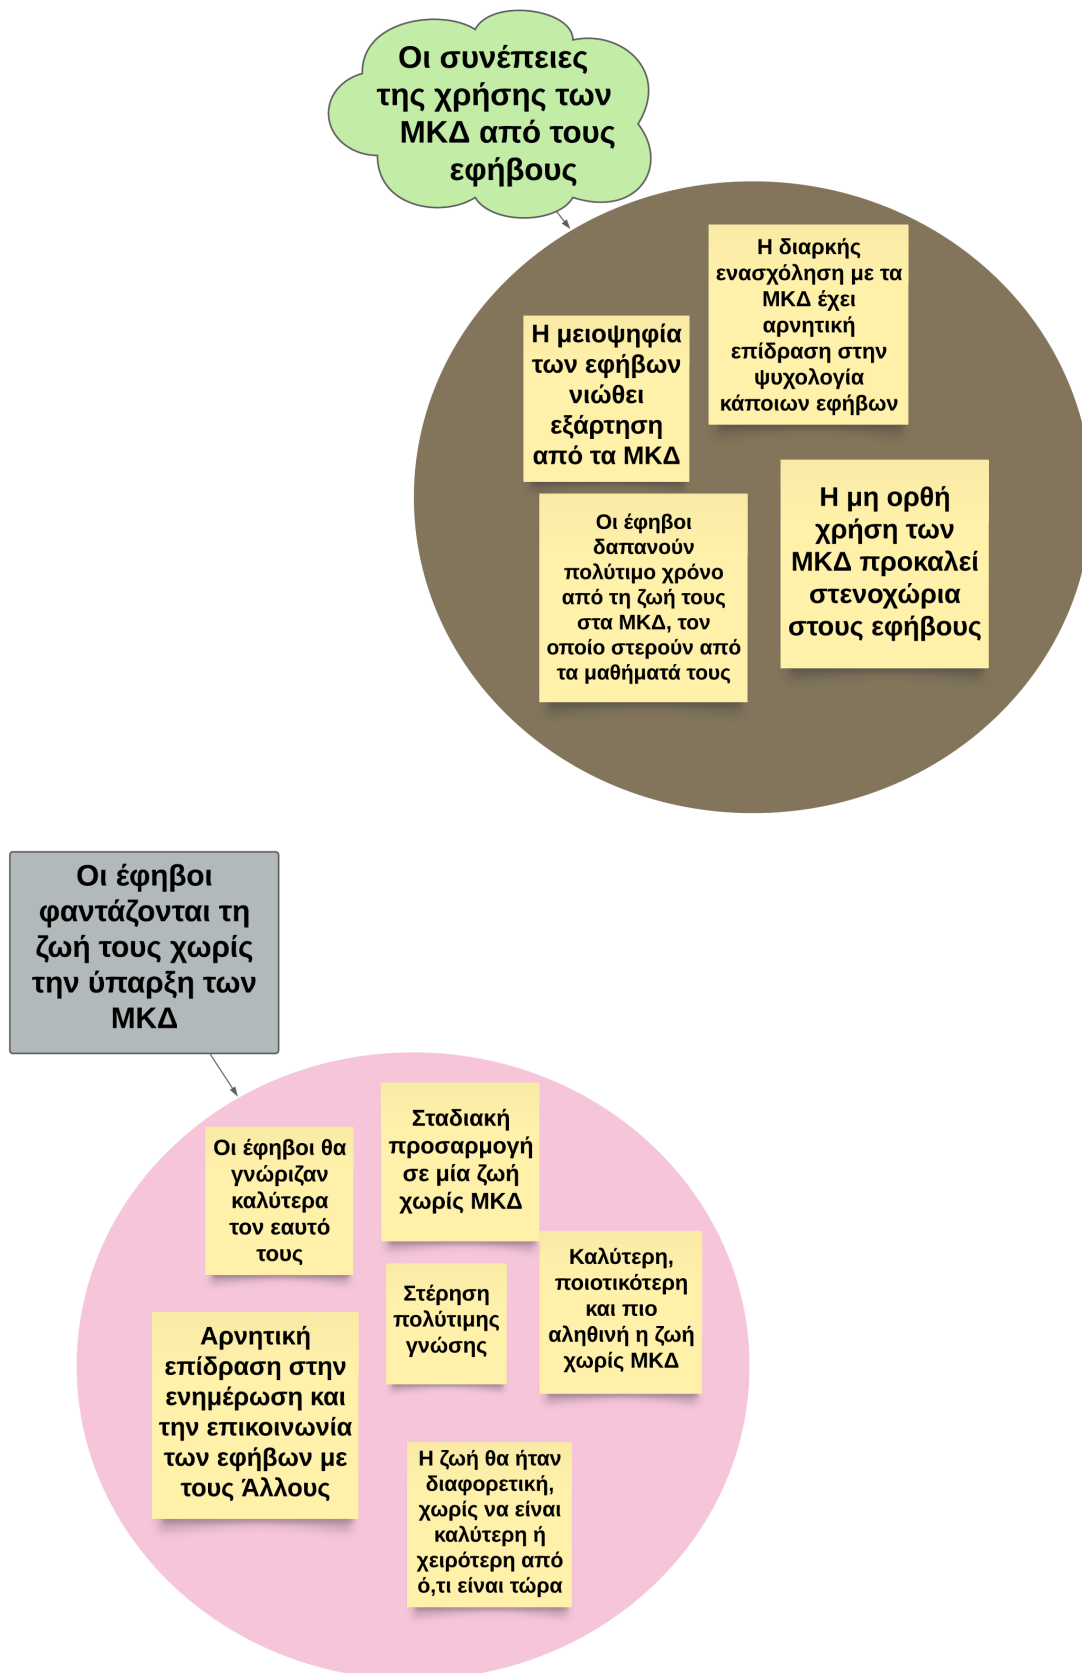 Οι συνέπειες
της χρήσης των
ΜΚΔ από τους
εφήβους
Η διαρκής
ενασχόληση με τα
ΜΚΔ έχει
αρνητική
επίδραση στην
ψυχολογία
κάποιων εφήβων
Η μειοψηφία
των εφήβων
νιώθει
εξάρτηση
από τα ΜΚΔ
Η μη ορθή
χρήση των
ΜΚΔ προκαλεί
στενοχώρια
στους εφήβους
Οι έφηβοι
δαπανούν
πολύτιμο χρόνο
από τη ζωή τους
στα ΜΚΔ, τον
οποίο στερούν από
τα μαθήματά τους
Οι έφηβοι
φαντάζονται τη
ζωή τους χωρίς
την ύπαρξη των
ΜΚΔ
Σταδιακή
προσαρμογή
σε μία ζωή
χωρίς ΜΚΔ
Οι έφηβοι θα
γνώριζαν
καλύτερα
τον εαυτό
τους
Καλύτερη,
ποιοτικότερη
και πιο
αληθινή η ζωή
χωρίς ΜΚΔ
Στέρηση
πολύτιμης
γνώσης
Αρνητική
επίδραση στην
ενημέρωση και
την επικοινωνία
των εφήβων με
τους Άλλους
Η ζωή θα ήταν
διαφορετική,
χωρίς να είναι
καλύτερη ή
χειρότερη από
ό,τι είναι τώρα